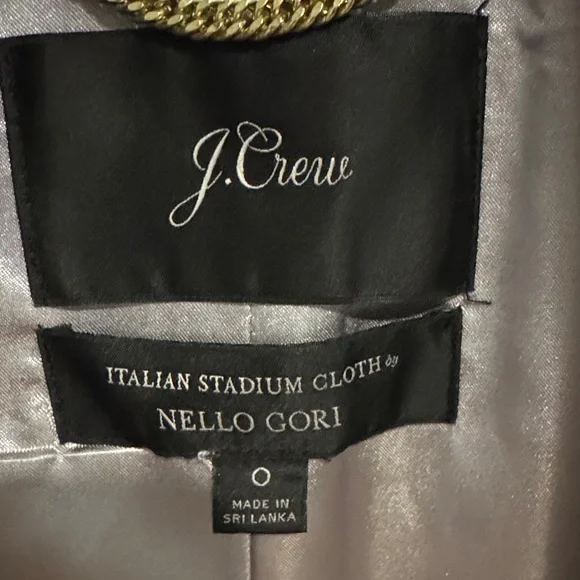 J.Crew
ITALIAN STADIUM CLOTH by
NELLO GORI
0
MADE IN
SRI LANKA